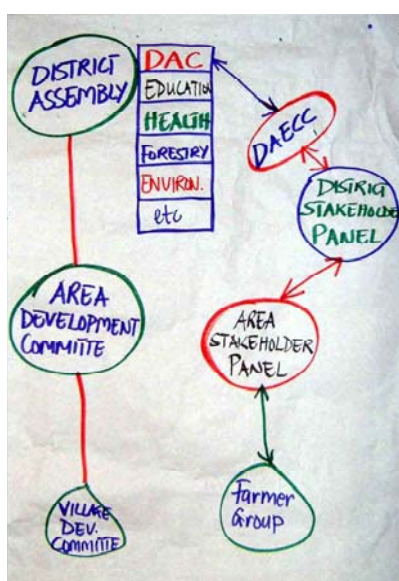 DISTRICT
ASSEMBLY
DAC
EDUCATION
HEALTH
FORESTRY
ENVIRON.
etc
DAECC
DISTRICT
STAKEHOLDE
PANEL
AREA
DEVELOPMENT
COMMITTE
AREA
STAKEHOLDER
PANEL
VILLAGE
DEV.
COMMITTE
Farmer
Group